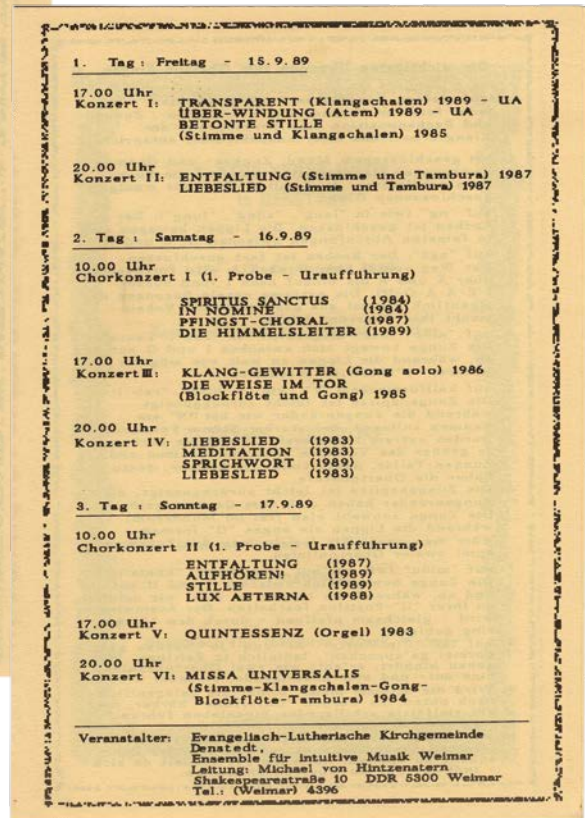 1. Tag : Freitag - 15.9.89
17.00 Uhr
Konzert I: TRANSPARENT (Klangschalen) 1989 - UA
ÜBER-WINDUNG (Atem) 1989 - UA
BETONTE STILLE
(Stimme und Klangschalen) 1985
20.00 Uhr
Konzert II: ENTFALTUNG (Stimme und Tambura) 1987
LIEBESLIED (Stimme und Tambura) 1987
2. Tag : Samstag - 16.9.89
10.00 Uhr
Chorkonzert I (1. Probe - Uraufführung)
SPIRITUS SANCTUS (1984)
IN NOMINE (1984)
PFINGST-CHORAL (1987)
DIE HIMMELSLEITER (1989)
17.00 Uhr
Konzert III: KLANG-GEWITTER (Gong solo) 1986
DIE WEISE IM TOR
(Blockflöte und Gong) 1985
20.00 Uhr
Konzert IV: LIEBESLIED (1983)
MEDITATION (1983)
SPRICHWORT (1989)
LIEBESLIED (1983)
3. Tag : Sonntag - 17.9.89
10.00 Uhr
Chorkonzert II (1. Probe - Uraufführung)
ENTFALTUNG (1987)
AUFHÖREN! (1989)
STILLE (1989)
LUX AETERNA (1988)
17.00 Uhr
Konzert V: QUINTESSENZ (Orgel) 1983
20.00 Uhr
Konzert VI: MISSA UNIVERSALIS
(Stimme-Klangschalen-Gong-
Blockflöte-Tambura) 1984
Veranstalter: Evangelisch-Lutherische Kirchgemeinde
Denstedt,
Ensemble für intuitive Musik Weimar
Leitung: Michael von Hintzenstern
Shakespearestraße 10 DDR 5300 Weimar
Tel.: (Weimar) 4396